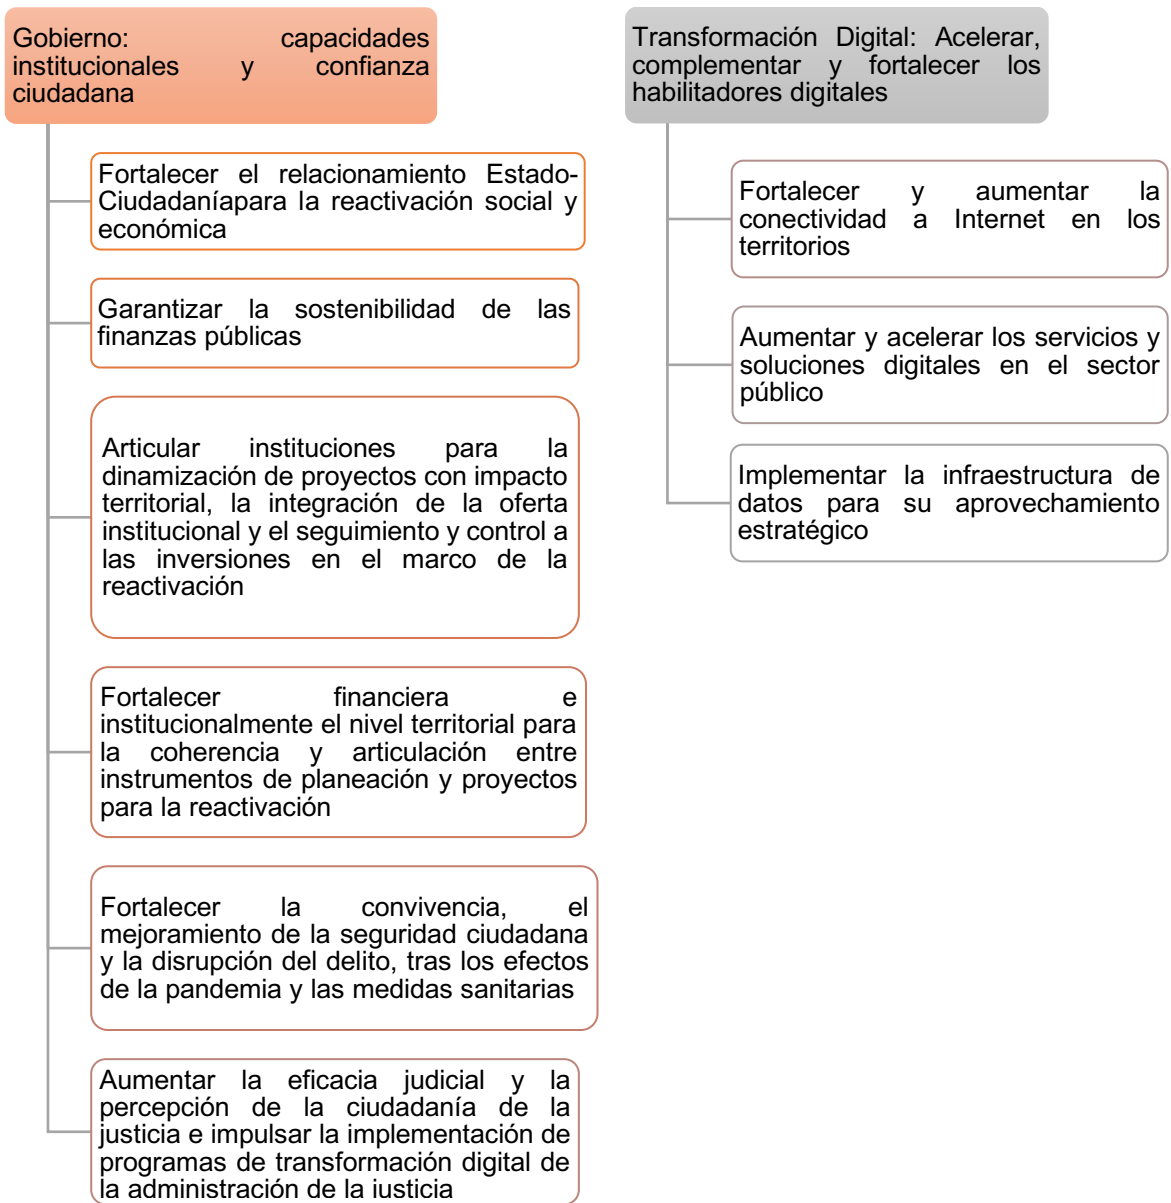 Gobierno: capacidades
institucionales y confianza
ciudadana
Fortalecer el relacionamiento Estado-
Ciudadaníapara la reactivación social y
económica
Garantizar la sostenibilidad de las
finanzas públicas
Articular instituciones para la
dinamización de proyectos con impacto
territorial, la integración de la oferta
institucional y el seguimiento y control a
las inversiones en el marco de la
reactivación
Fortalecer financiera e
institucionalmente el nivel territorial para
la coherencia y articulación entre
instrumentos de planeación y proyectos
para la reactivación
Fortalecer la convivencia, el
mejoramiento de la seguridad ciudadana
y la disrupción del delito, tras los efectos
de la pandemia y las medidas sanitarias
Aumentar la eficacia judicial y la
percepción de la ciudadanía de la
justicia e impulsar la implementación de
programas de transformación digital de
la administración de la justicia
Transformación Digital: Acelerar,
complementar y fortalecer los
habilitadores digitales
Fortalecer y aumentar la
conectividad a Internet en los
territorios
Aumentar y acelerar los servicios y
soluciones digitales en el sector
público
Implementar la infraestructura de
datos para su aprovechamiento
estratégico